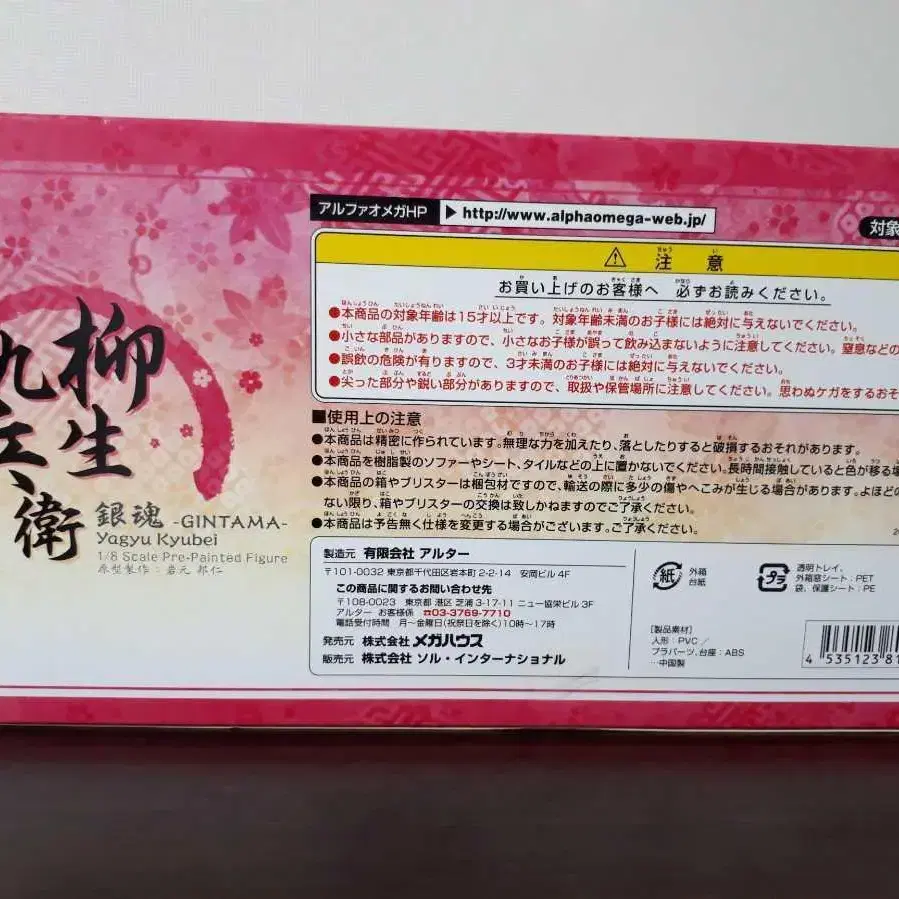 柳生
九兵衛
銀魂 -GINTAMA-
Yagyu Kyubei
1/8 Scale Pre-Painted Figure
原型製作：岩元 邦仁
アルファオメガHP ▶ http://www.alphaomega-web.jp/
対象
⚠ 注 意
お買い上げのお客様へ 必ずお読みください。
●本商品の対象年齢は15才以上です。対象年齢未満のお子様には絶対に与えないでください。
●小さな部品がありますので、小さなお子様が誤って飲み込まないように注意してください。窒息などの
●誤飲の危険が有りますので、3才未満のお子様には絶対に与えないでください。
●尖った部分や鋭い部分がありますので、取扱や保管場所に注意してください。思わぬケガをするおそ
■使用上の注意
●本商品は精密に作られています。無理な力を加えたり、落としたりすると破損するおそれがあります。
●本商品を樹脂製のソファーやシート、タイルなどの上に置かないでください。長時間接触していると色が移る場
●本商品の箱やブリスターは梱包材ですので、輸送の際に多少の傷やへこみが生じる場合があります。よほどの
ない限り、箱やブリスターの交換は致しかねますのでご了承ください。
●本商品は予告無く仕様を変更する場合がございます。ご了承ください。
製造元 有限会社 アルター
〒101-0032 東京都千代田区岩本町2-2-14 安岡ビル 4F
この商品に関するお問い合わせ先
〒108-0023 東京都 港区 芝浦 3-17-11 ニュー協栄ビル 3F
アルター お客様係 ☎03-3769-7710
電話受付時間 月～金曜日(祝祭日を除く)10時～17時
発売元 株式会社 メガハウス
販売元 株式会社 ソル・インターナショナル
紙
外箱
台紙
プラ
透明トレイ、
外箱窓シート：PET
袋、保護シート：PE
[製品素材]
人形：PVC／
プラパーツ、台座：ABS
…中国製
4 535123 81